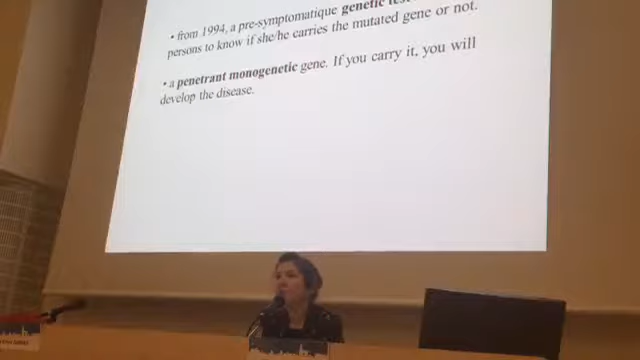 • from 1994, a pre-symptomatique genetic
persons to know if she/he carries the mutated gene or not.
• a penetrant monogenetic gene. If you carry it, you will
develop the disease.